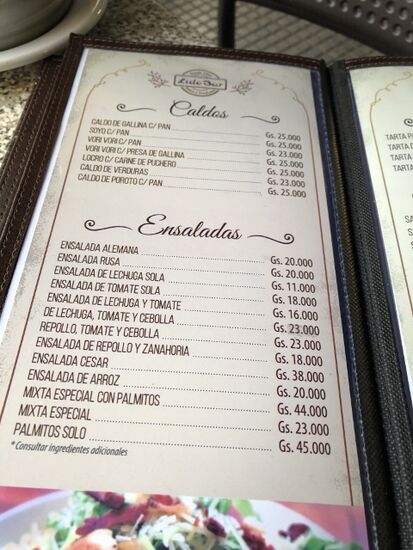 Lido Bar
Caldos
CALDO DE GALLINA C/ PAN Gs. 25.000
SOYO C/ PAN Gs. 25.000
VORI VORI C/ PAN Gs. 23.000
VORI VORI C/ PRESA DE GALLINA Gs. 25.000
LOCRO C/ CARNE DE PUCHERO Gs. 25.000
CALDO DE VERDURAS Gs. 23.000
CALDO DE POROTO C/ PAN Gs. 25.000
Ensaladas
ENSALADA ALEMANA Gs. 20.000
ENSALADA RUSA Gs. 20.000
ENSALADA DE LECHUGA SOLA Gs. 11.000
ENSALADA DE TOMATE SOLA Gs. 18.000
ENSALADA DE LECHUGA Y TOMATE Gs. 16.000
DE LECHUGA, TOMATE Y CEBOLLA Gs. 23.000
REPOLLO, TOMATE Y CEBOLLA Gs. 23.000
ENSALADA DE REPOLLO Y ZANAHORIA Gs. 18.000
ENSALADA CESAR Gs. 38.000
ENSALADA DE ARROZ Gs. 20.000
MIXTA ESPECIAL CON PALMITOS Gs. 44.000
MIXTA ESPECIAL Gs. 23.000
PALMITOS SOLO Gs. 45.000
* Consultar ingredientes adicionales
TARTA
TARTA
TARTA
TARTA